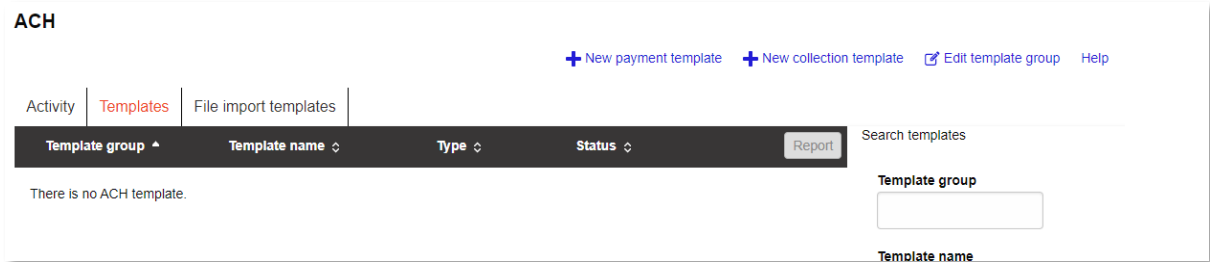 ACH
New payment template New collection template Edit template group Help
Activity Templates File import templates
Template group Template name Type Status Report
Search templates
There is no ACH template.
Template group
Template name